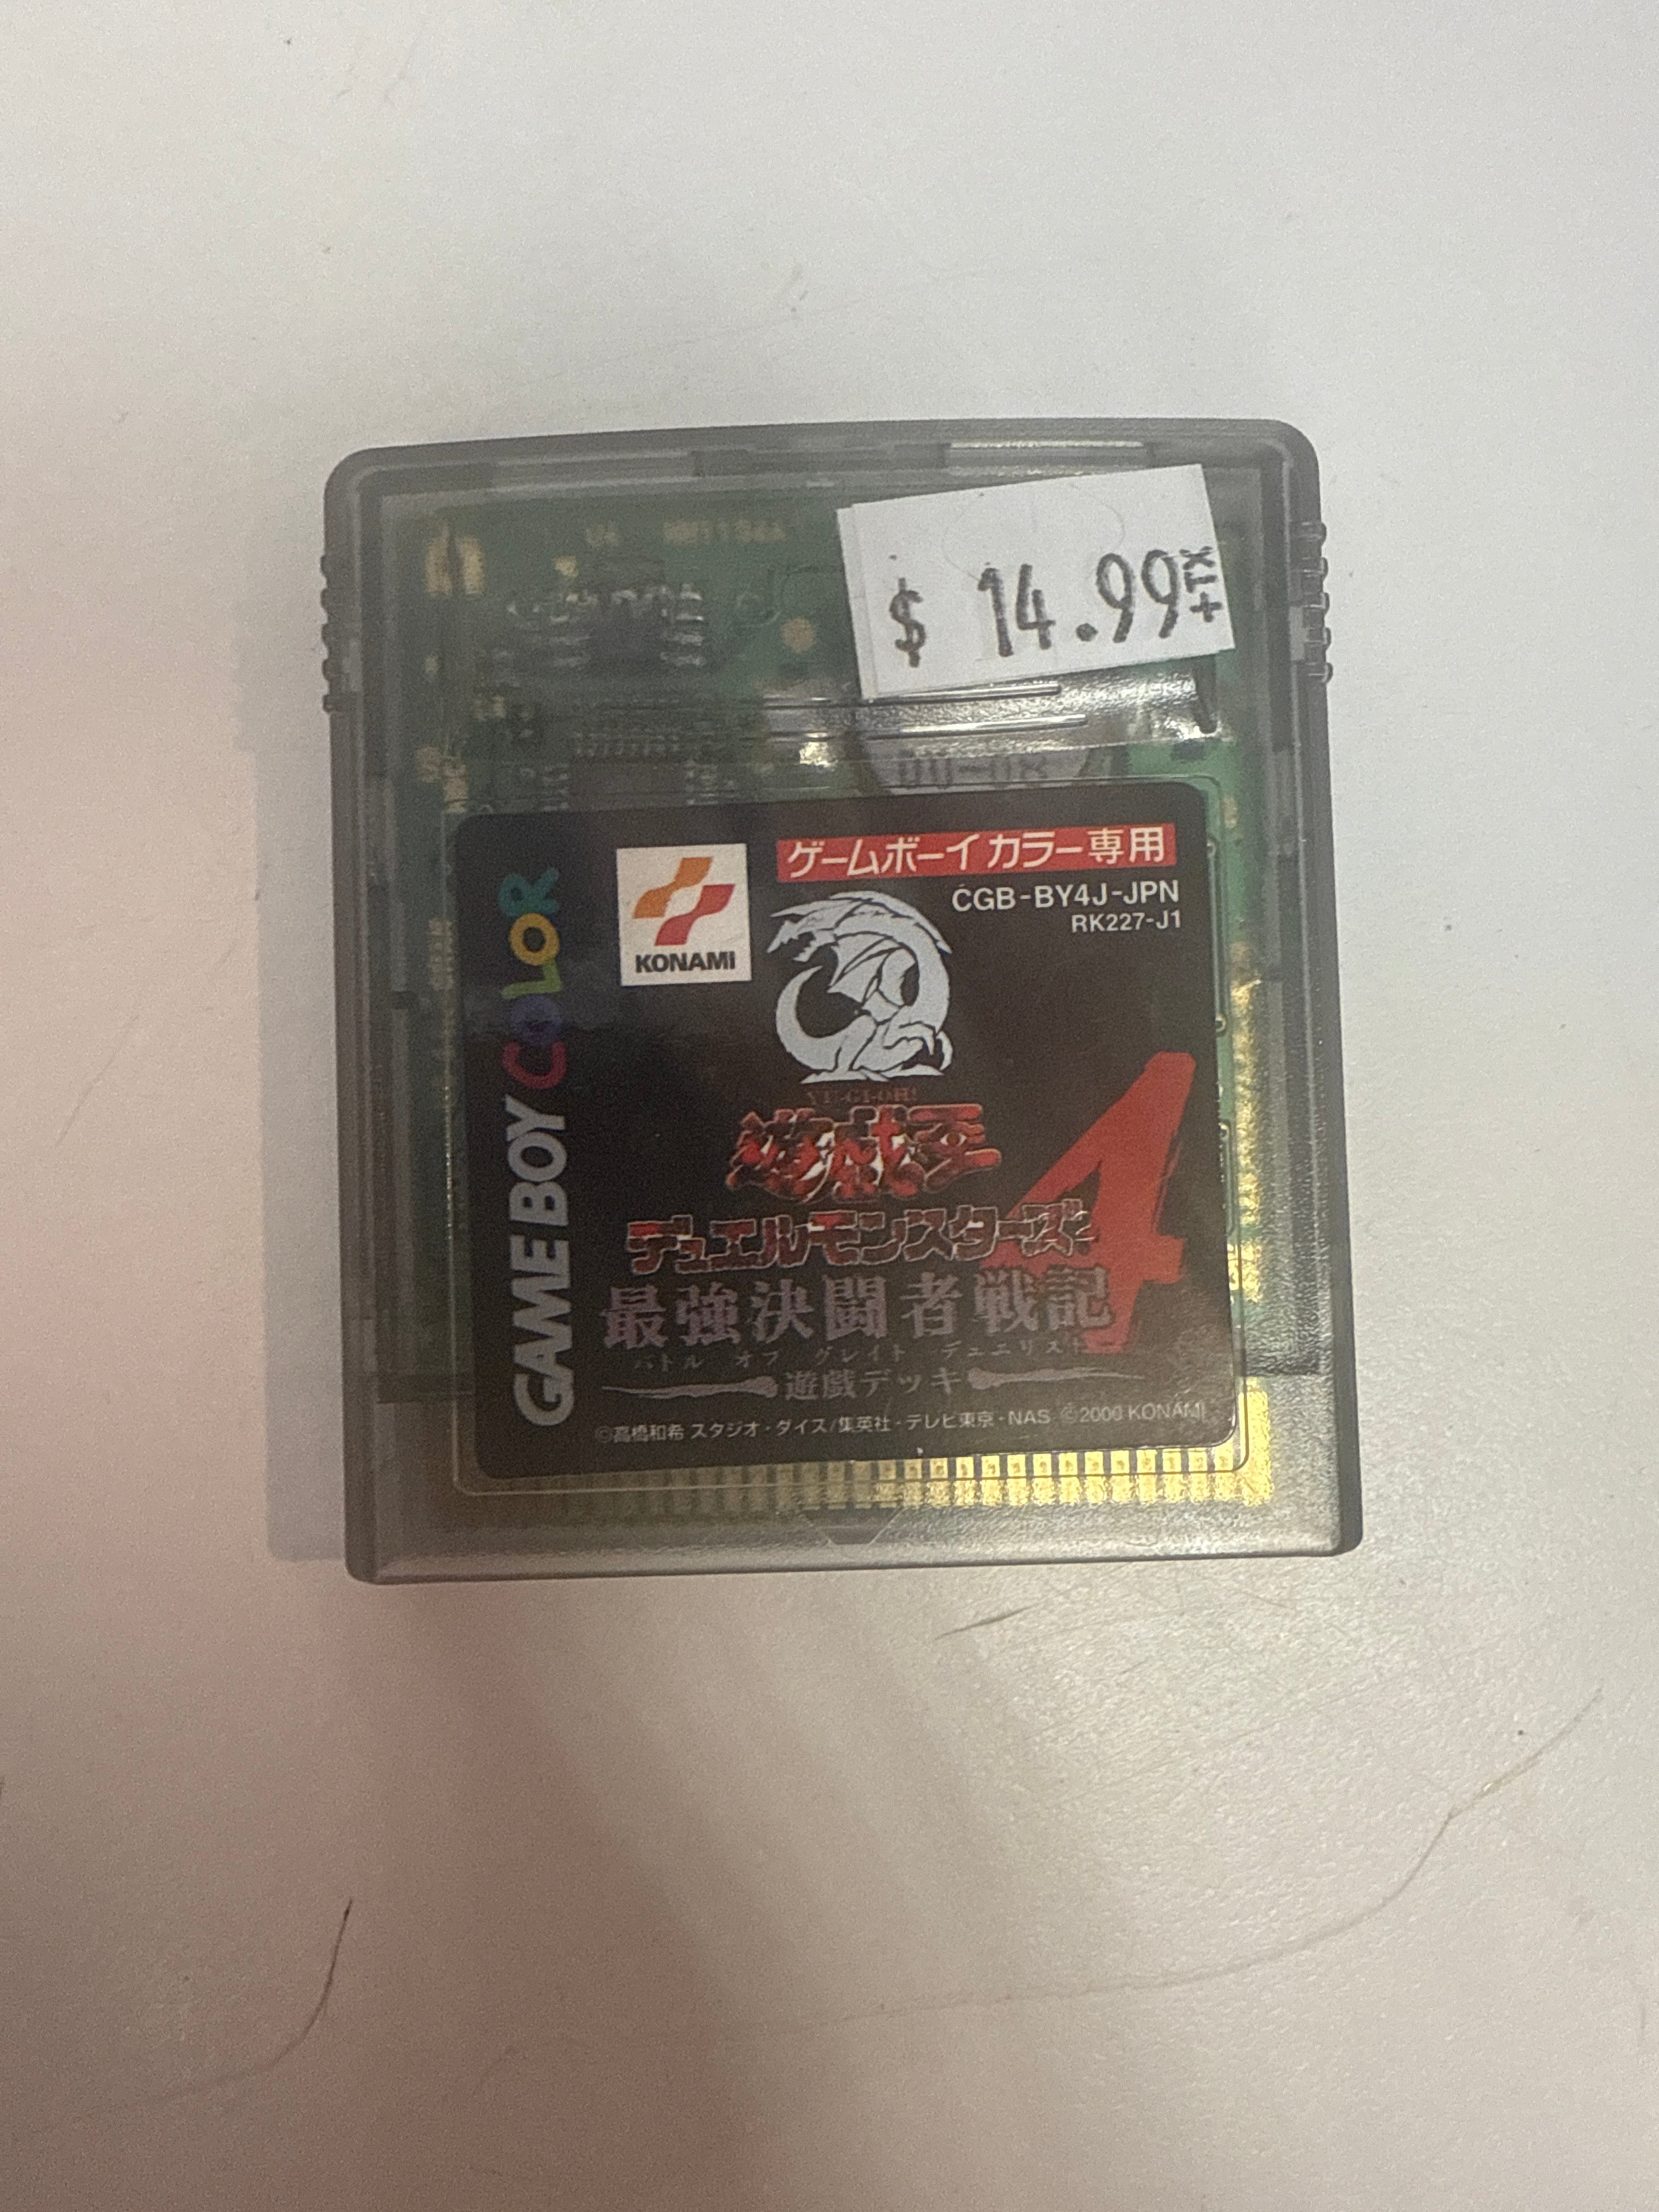 $ 14.99+TX
GAME BOY COLOR
KONAMI
ゲームボーイカラー専用
CGB-BY4J-JPN
RK227-J1
YU-GI-OH!
遊戯王
デュエルモンスターズ
4
最強決闘者戦記
バトル オブ グレイト デュエリスト
遊戯デッキ
©高橋和希 スタジオ・ダイス/集英社・テレビ東京・NAS ©2000 KONAMI